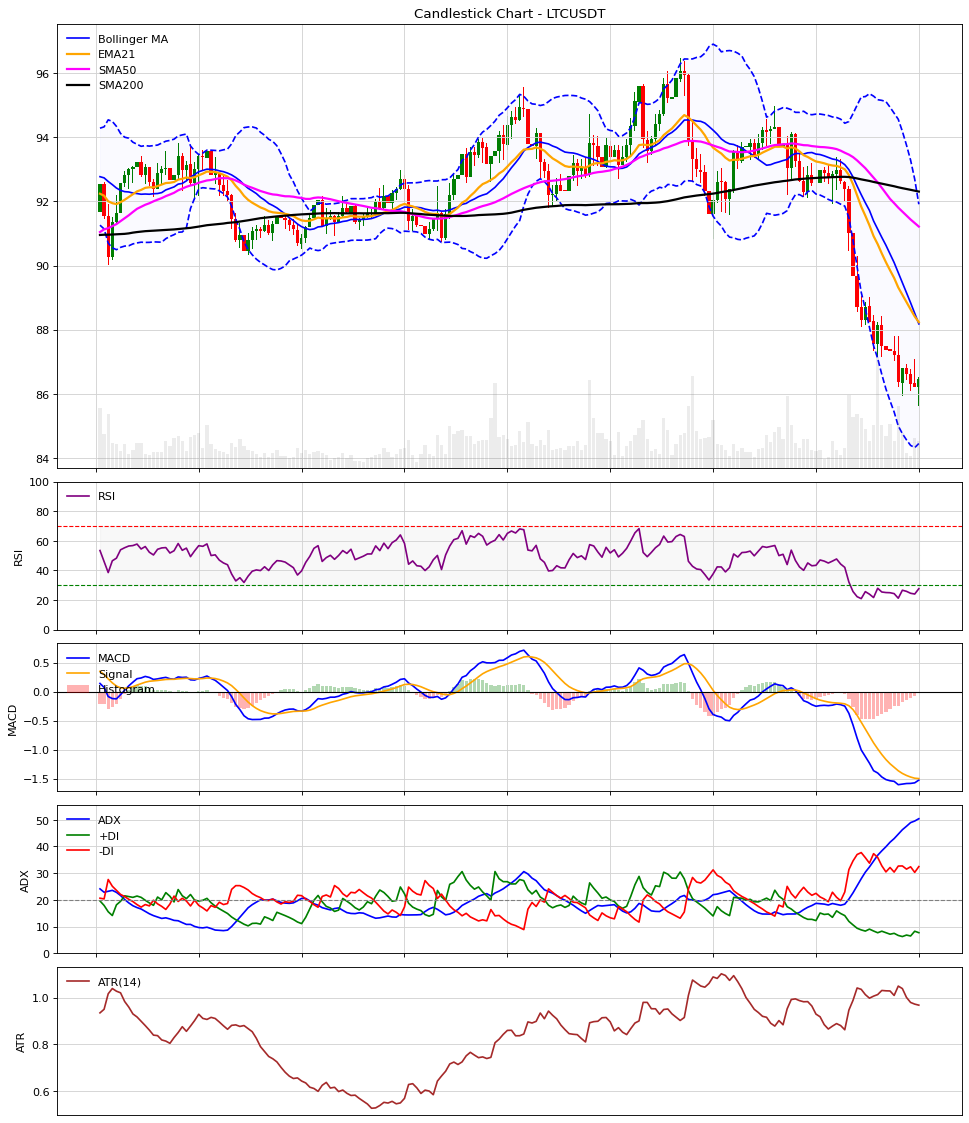 Candlestick Chart - LTCUSDT
Bollinger MA
EMA21
SMA50
SMA200
96
94
92
90
88
86
84
RSI
RSI
100
80
60
40
20
0
MACD
Signal
Histogram
MACD
0.5
0.0
−0.5
−1.0
−1.5
ADX
+DI
-DI
ADX
50
40
30
20
10
0
ATR(14)
ATR
1.0
0.8
0.6